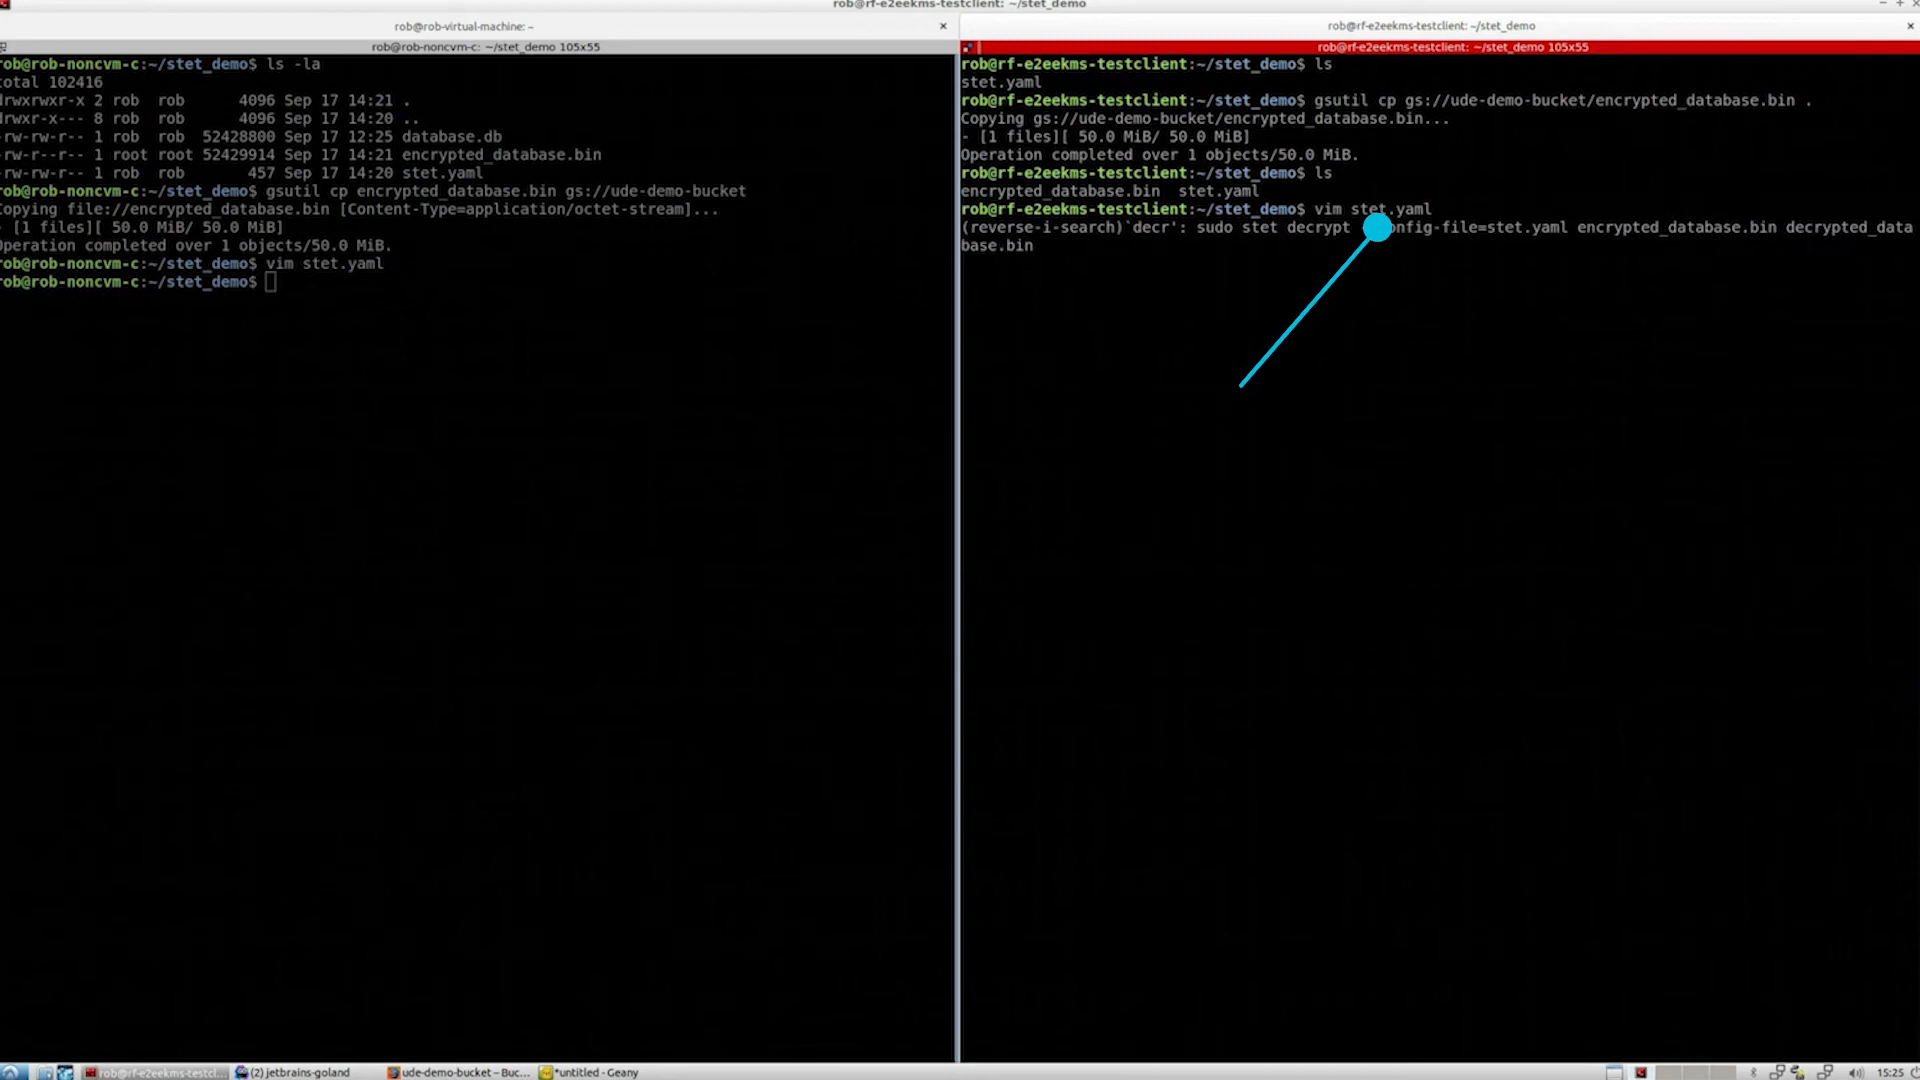 rob@rf-e2eekms-testclient: ~/stet_demo
rob@rob-virtual-machine: ~
rob@rob-noncvm-c: ~/stet_demo 105x55
rob@rob-noncvm-c:~/stet_demo$ ls -la
otal 102416
drwxrwxr-x 2 rob  rob      4096 Sep 17 14:21 .
drwxr-x--- 8 rob  rob      4096 Sep 17 14:20 ..
-rw-rw-r-- 1 rob  rob  52428800 Sep 17 12:25 database.db
-rw-r--r-- 1 root root 52429914 Sep 17 14:21 encrypted_database.bin
-rw-rw-r-- 1 rob  rob       457 Sep 17 14:20 stet.yaml
rob@rob-noncvm-c:~/stet_demo$ gsutil cp encrypted_database.bin gs://ude-demo-bucket
Copying file://encrypted_database.bin [Content-Type=application/octet-stream]...
- [1 files][ 50.0 MiB/ 50.0 MiB]
Operation completed over 1 objects/50.0 MiB.
rob@rob-noncvm-c:~/stet_demo$ vim stet.yaml
rob@rob-noncvm-c:~/stet_demo$
rob@rf-e2eekms-testclient: ~/stet_demo
rob@rf-e2eekms-testclient: ~/stet_demo 105x55
rob@rf-e2eekms-testclient:~/stet_demo$ ls
stet.yaml
rob@rf-e2eekms-testclient:~/stet_demo$ gsutil cp gs://ude-demo-bucket/encrypted_database.bin .
Copying gs://ude-demo-bucket/encrypted_database.bin...
- [1 files][ 50.0 MiB/ 50.0 MiB]
Operation completed over 1 objects/50.0 MiB.
rob@rf-e2eekms-testclient:~/stet_demo$ ls
encrypted_database.bin  stet.yaml
rob@rf-e2eekms-testclient:~/stet_demo$ vim stet.yaml
(reverse-i-search)`decr': sudo stet decrypt onfig-file=stet.yaml encrypted_database.bin decrypted_data
base.bin
rob@rf-e2eekms-testcl... (2) jetbrains-goland ude-demo-bucket – Buc... *untitled - Geany 15:25